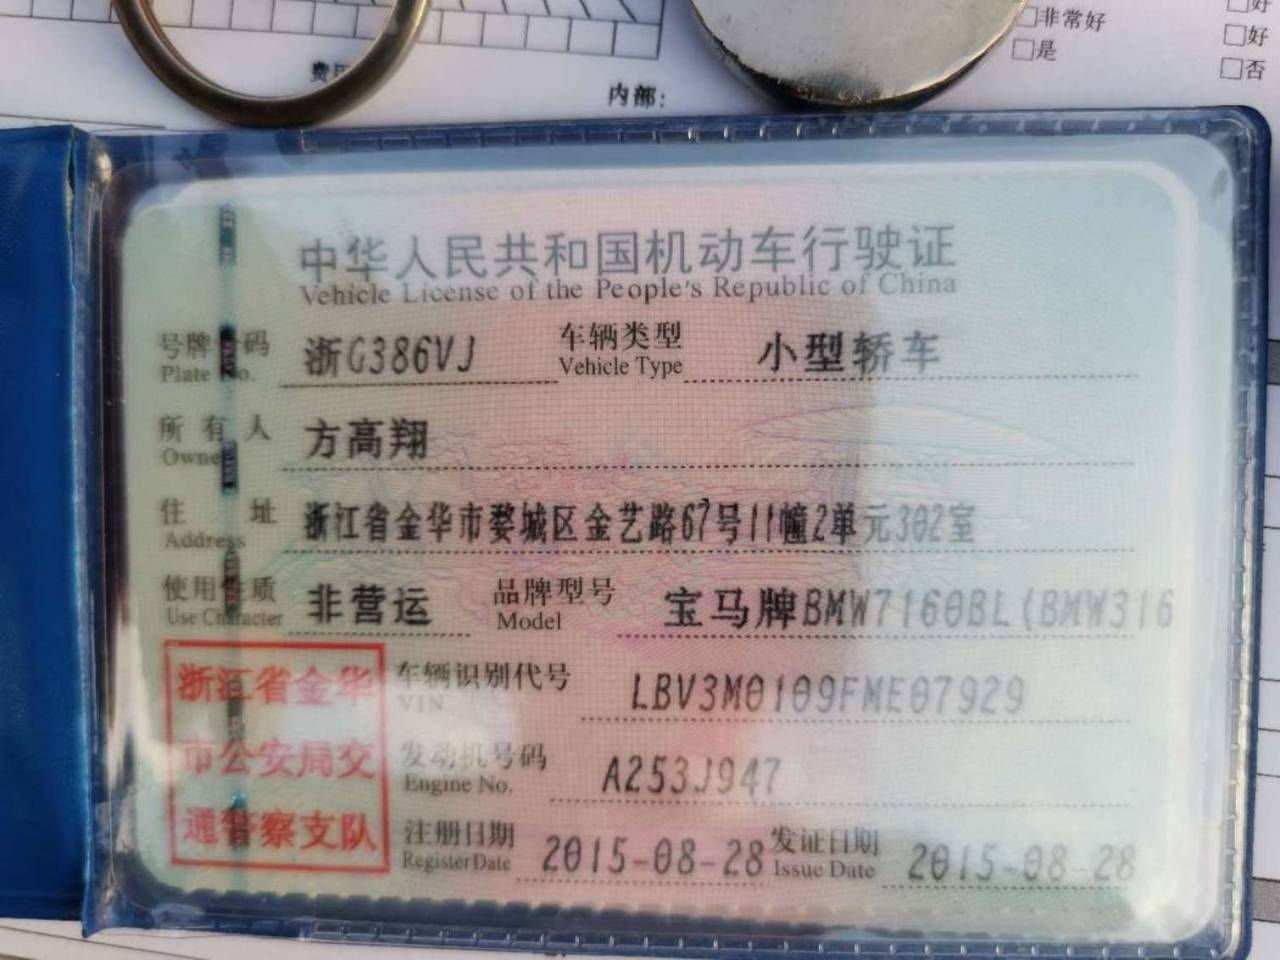 非常好
好
是
好
否
内部:
中华人民共和国机动车行驶证
Vehicle License of the People's Republic of China
号牌 码 浙G386VJ 车辆类型 小型轿车
Plate No. Vehicle Type
所有人 方高翔
Owner
住址 浙江省金华市婺城区金艺路67号11幢2单元302室
Address
使用性质 非营运 品牌型号 宝马牌BMW7160BL(BMW316
Use Character Model
浙江省金华
市公安局交
通警察支队
车辆识别代号 LBV3M0109FME07929
VIN
发动机号码 A253J947
Engine No.
注册日期 2015-08-28 发证日期 2015-08-28
Register Date Issue Date